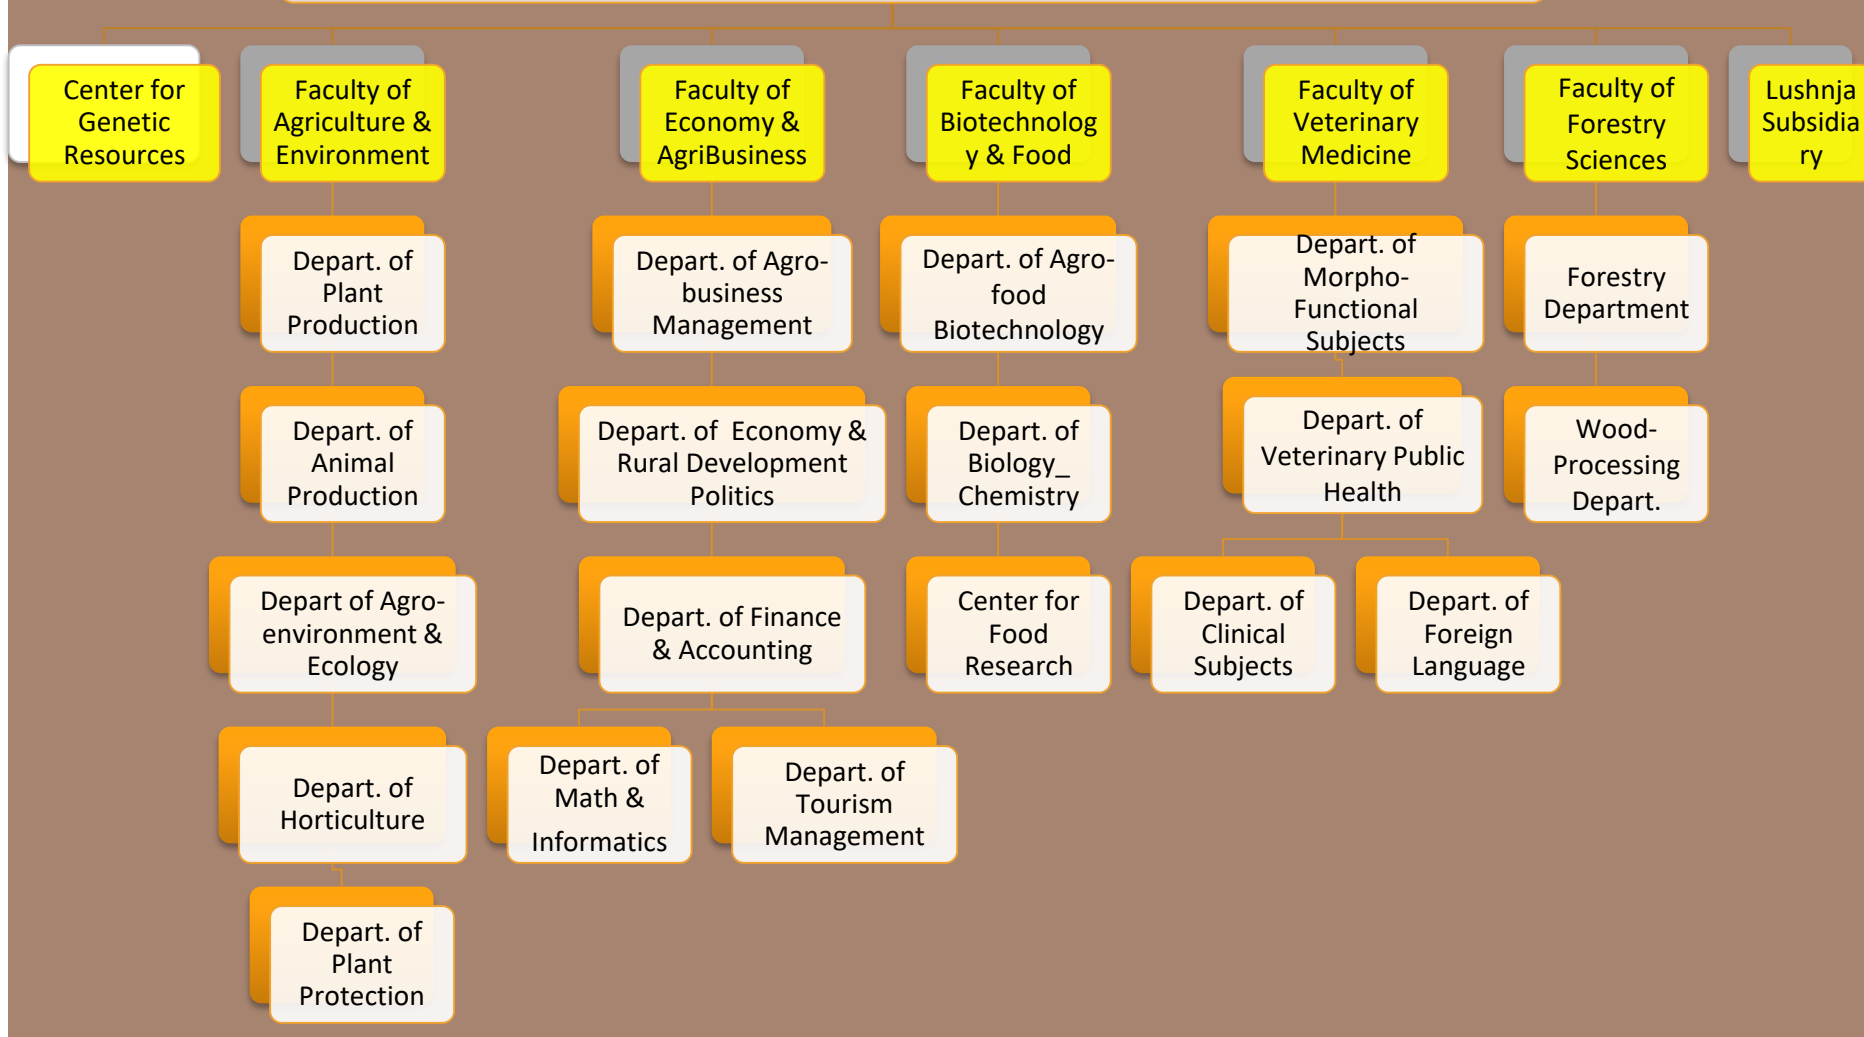 Center for
Genetic
Resources
Faculty of
Agriculture &
Environment
Faculty of
Economy &
AgriBusiness
Faculty of
Biotechnolog
y & Food
Faculty of
Veterinary
Medicine
Faculty of
Forestry
Sciences
Lushnja
Subsidia
ry
Depart. of
Plant
Production
Depart. of Agro-
business
Management
Depart. of Agro-
food
Biotechnology
Depart. of
Morpho-
Functional
Subjects
Forestry
Department
Depart. of
Animal
Production
Depart. of  Economy &
Rural Development
Politics
Depart. of
Biology_
Chemistry
Depart. of
Veterinary Public
Health
Wood-
Processing
Depart.
Depart of Agro-
environment &
Ecology
Depart. of Finance
& Accounting
Center for
Food
Research
Depart. of
Clinical
Subjects
Depart. of
Foreign
Language
Depart. of
Horticulture
Depart. of
Math &
Informatics
Depart. of
Tourism
Management
Depart. of
Plant
Protection